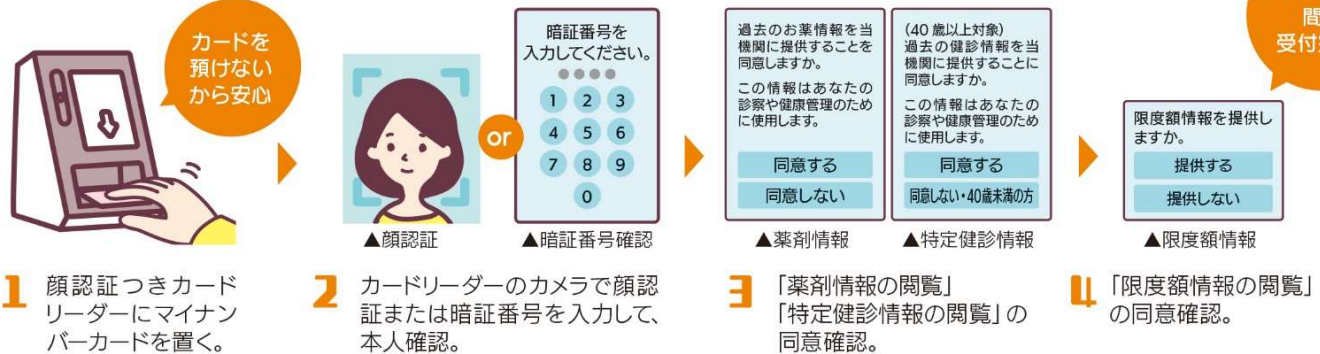 カードを
預けない
から安心
▲顔認証
暗証番号を
入力してください。
1 2 3
4 5 6
7 8 9
0
or
▲暗証番号確認
過去のお薬情報を当
機関に提供することを
同意しますか。
この情報はあなたの
診察や健康管理のため
に使用します。
同意する
同意しない
▲薬剤情報
(40歳以上対象)
過去の健診情報を当
機関に提供することに
同意しますか。
この情報はあなたの
診察や健康管理のため
に使用します。
同意する
同意しない・40歳未満の方
▲特定健診情報
間
受付
限度額情報を提供し
ますか。
提供する
提供しない
▲限度額情報
1 顔認証つきカード
リーダーにマイナン
バーカードを置く。
2 カードリーダーのカメラで顔認
証または暗証番号を入力して、
本人確認。
3 「薬剤情報の閲覧」
「特定健診情報の閲覧」の
同意確認。
4 「限度額情報の閲覧」
の同意確認。